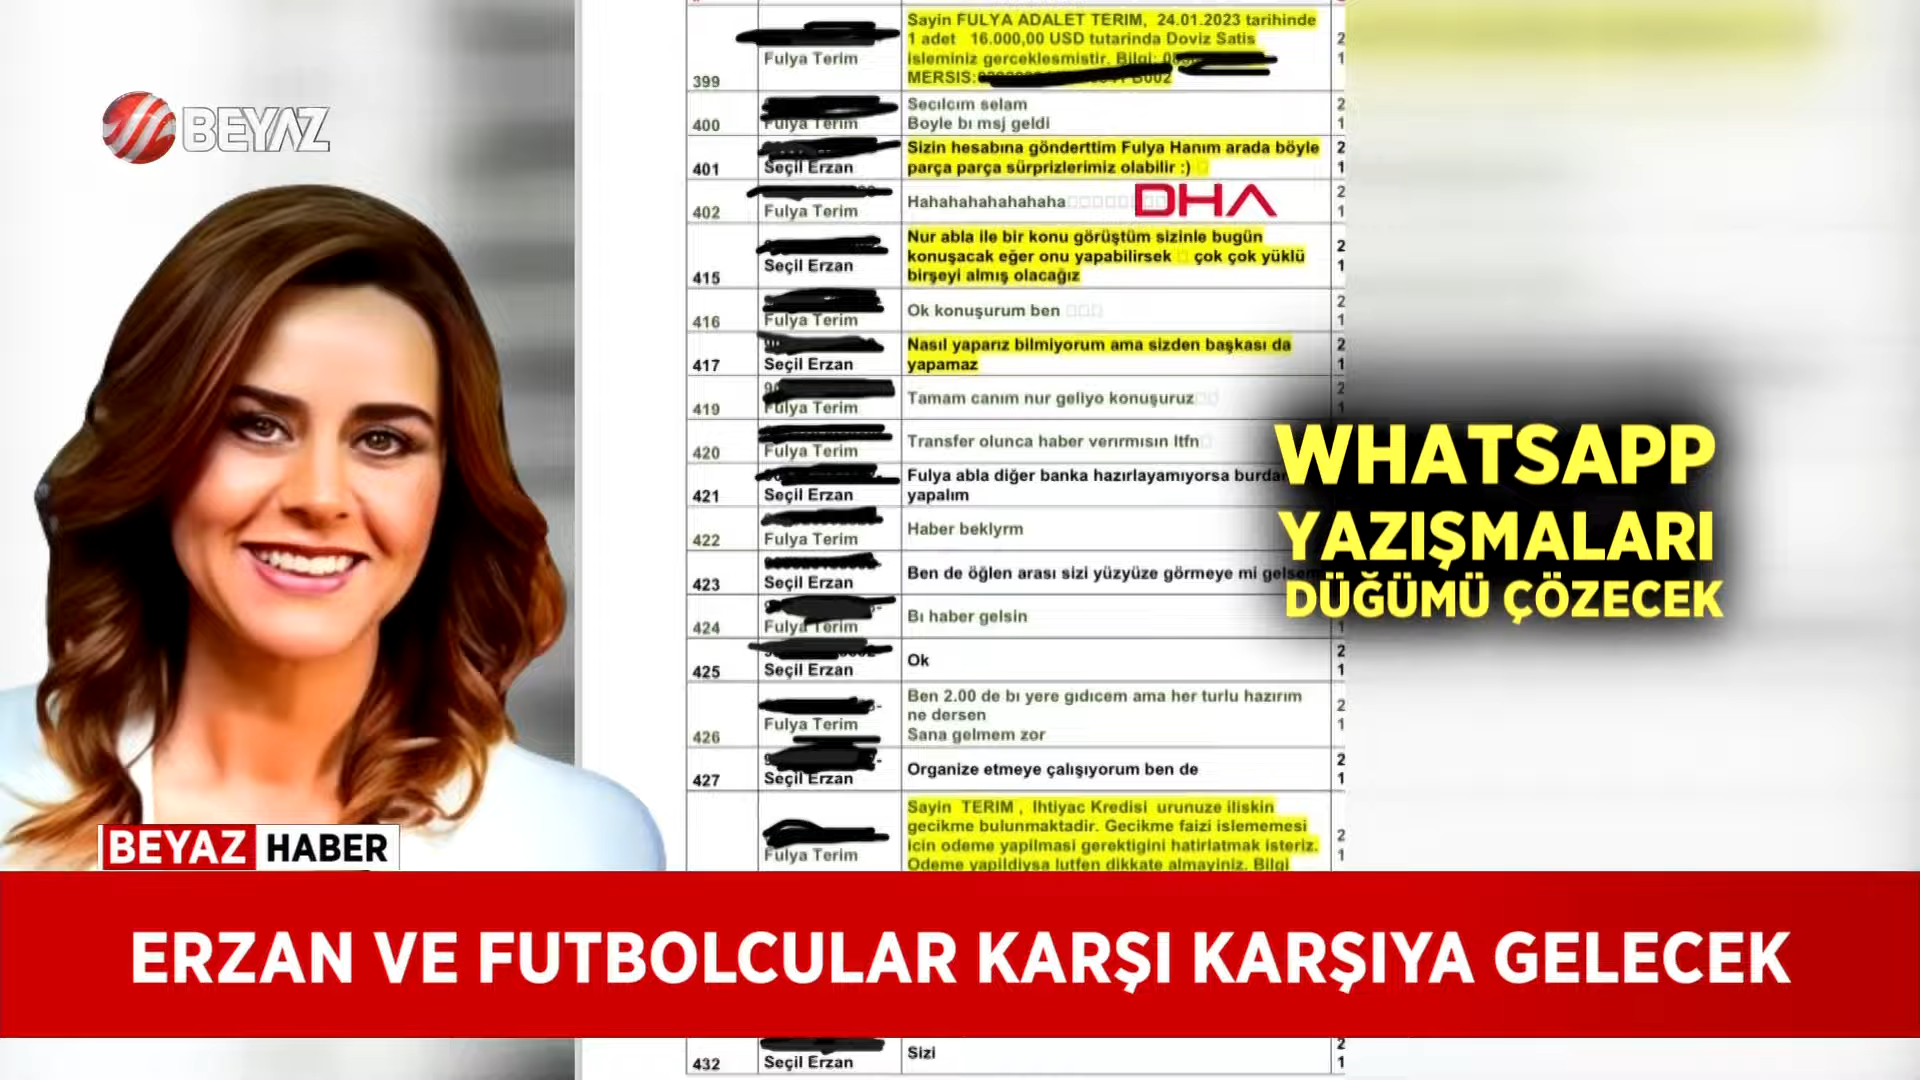 BEYAZ
399
Fulya Terim
Sayin FULYA ADALET TERIM, 24.01.2023 tarihinde
1 adet 16.000,00 USD tutarinda Doviz Satis
isleminiz gerceklesmistir. Bilgi:
MERSIS:
400
Fulya Terim
Secılcım selam
Boyle bı msj geldi
401
Seçil Erzan
Sizin hesabına gönderttim Fulya Hanım arada böyle
parça parça sürprizlerimiz olabilir :)
402
Fulya Terim
Hahahahahahahaha
DHA
415
Seçil Erzan
Nur abla ile bir konu görüştüm sizinle bugün
konuşacak eğer onu yapabilirsek çok çok yüklü
birşeyi almış olacağız
416
Fulya Terim
Ok konuşurum ben
417
Seçil Erzan
Nasıl yaparız bilmiyorum ama sizden başkası da
yapamaz
419
Fulya Terim
Tamam canım nur geliyo konuşuruz
420
Fulya Terim
Transfer olunca haber verırmısın ltfn
421
Seçil Erzan
Fulya abla diğer banka hazırlayamıyorsa burdan
yapalım
422
Fulya Terim
Haber beklyrm
423
Seçil Erzan
Ben de öğlen arası sizi yüzyüze görmeye mi gelsem
424
Fulya Terim
Bı haber gelsin
425
Seçil Erzan
Ok
426
Fulya Terim
Ben 2.00 de bı yere gıdıcem ama her turlu hazırım
ne dersen
Sana gelmem zor
427
Seçil Erzan
Organize etmeye çalışıyorum ben de
Fulya Terim
Sayin TERIM , Ihtiyac Kredisi urunuze iliskin
gecikme bulunmaktadir. Gecikme faizi islememesi
icin odeme yapilmasi gerektigini hatirlatmak isteriz.
Odeme yapildiysa lutfen dikkate almayiniz. Bilgi
WHATSAPP
YAZIŞMALARI
DÜĞÜMÜ ÇÖZECEK
BEYAZ HABER
ERZAN VE FUTBOLCULAR KARŞI KARŞIYA GELECEK
432
Seçil Erzan
Sizi